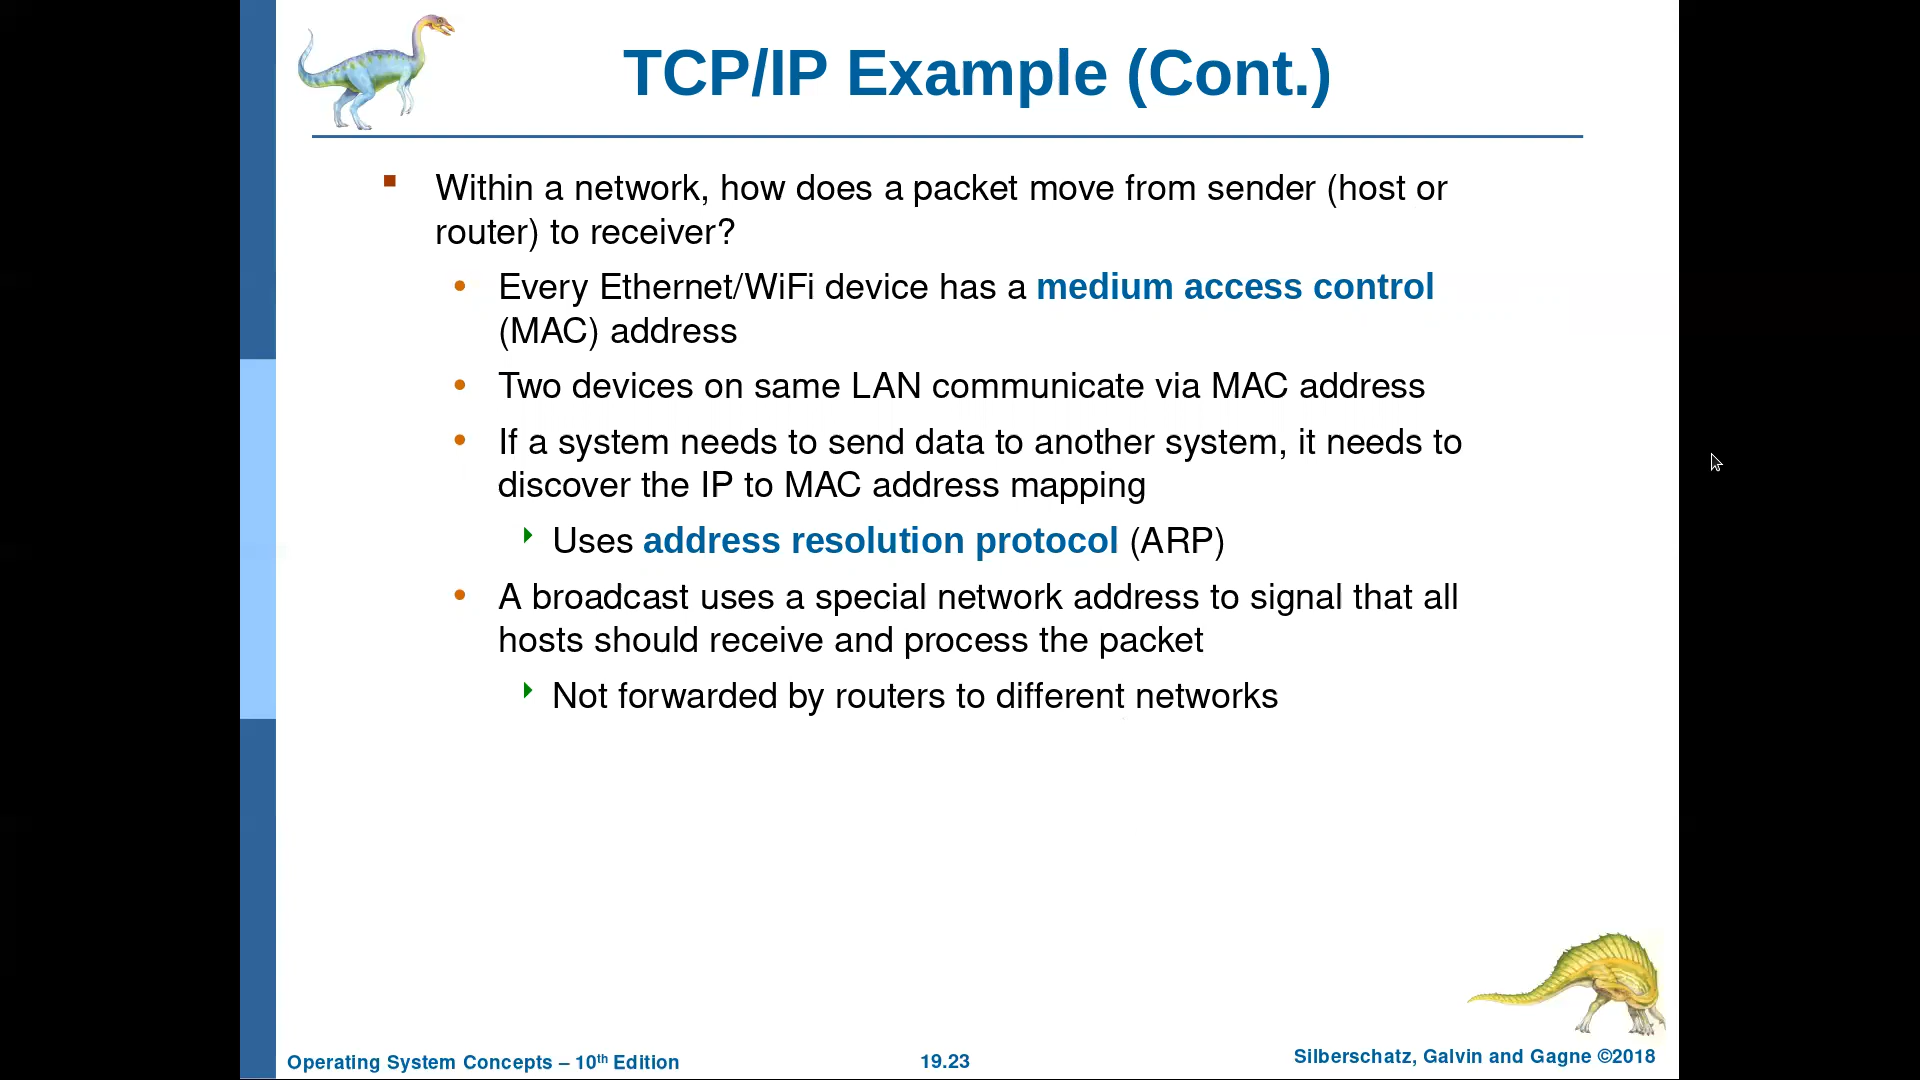 TCP/IP Example (Cont.)
Within a network, how does a packet move from sender (host or
router) to receiver?
Every Ethernet/WiFi device has a medium access control
(MAC) address
Two devices on same LAN communicate via MAC address
If a system needs to send data to another system, it needs to
discover the IP to MAC address mapping
Uses address resolution protocol (ARP)
A broadcast uses a special network address to signal that all
hosts should receive and process the packet
Not forwarded by routers to different networks
Operating System Concepts – 10th Edition
19.23
Silberschatz, Galvin and Gagne ©2018